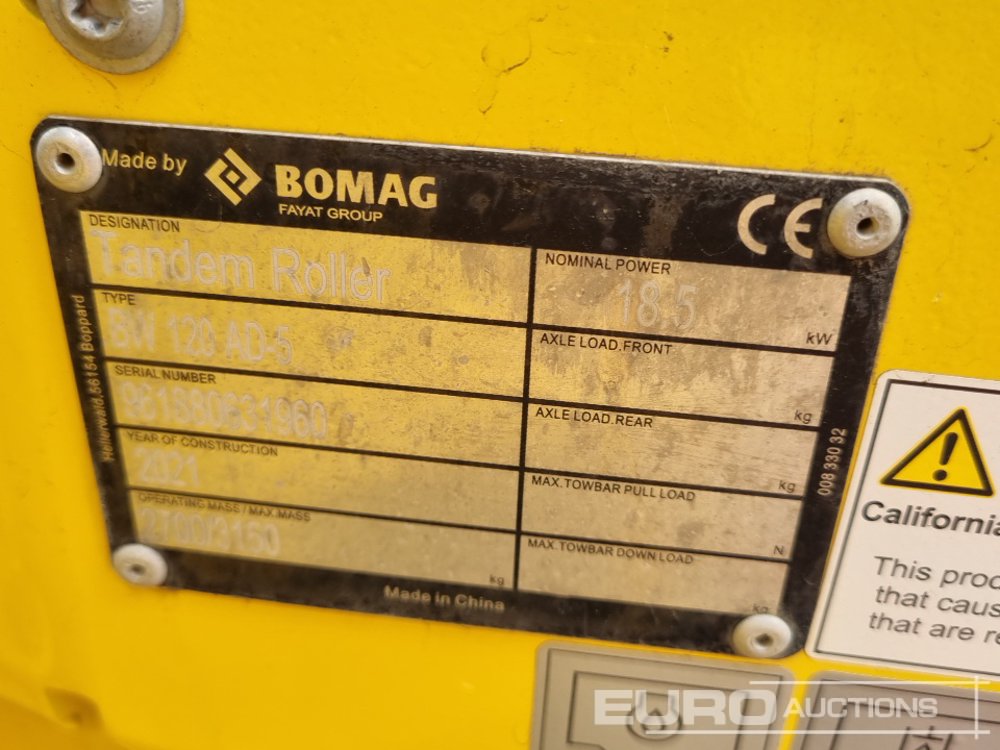 Made by BOMAG
FAYAT GROUP
CE
DESIGNATION
Tandem Roller
TYPE
BW 120 AD-5
SERIAL NUMBER
961880631960
YEAR OF CONSTRUCTION
2021
OPERATING MASS / MAX.MASS
2700/3150
kg
NOMINAL POWER
18.5
kW
AXLE LOAD.FRONT
kg
AXLE LOAD.REAR
kg
MAX.TOWBAR PULL LOAD
N
MAX.TOWBAR DOWN LOAD
kg
Made in China
Hellerwald.56154 Boppard
008 330 32
California
This
that
that are
EURO AUCTIONS